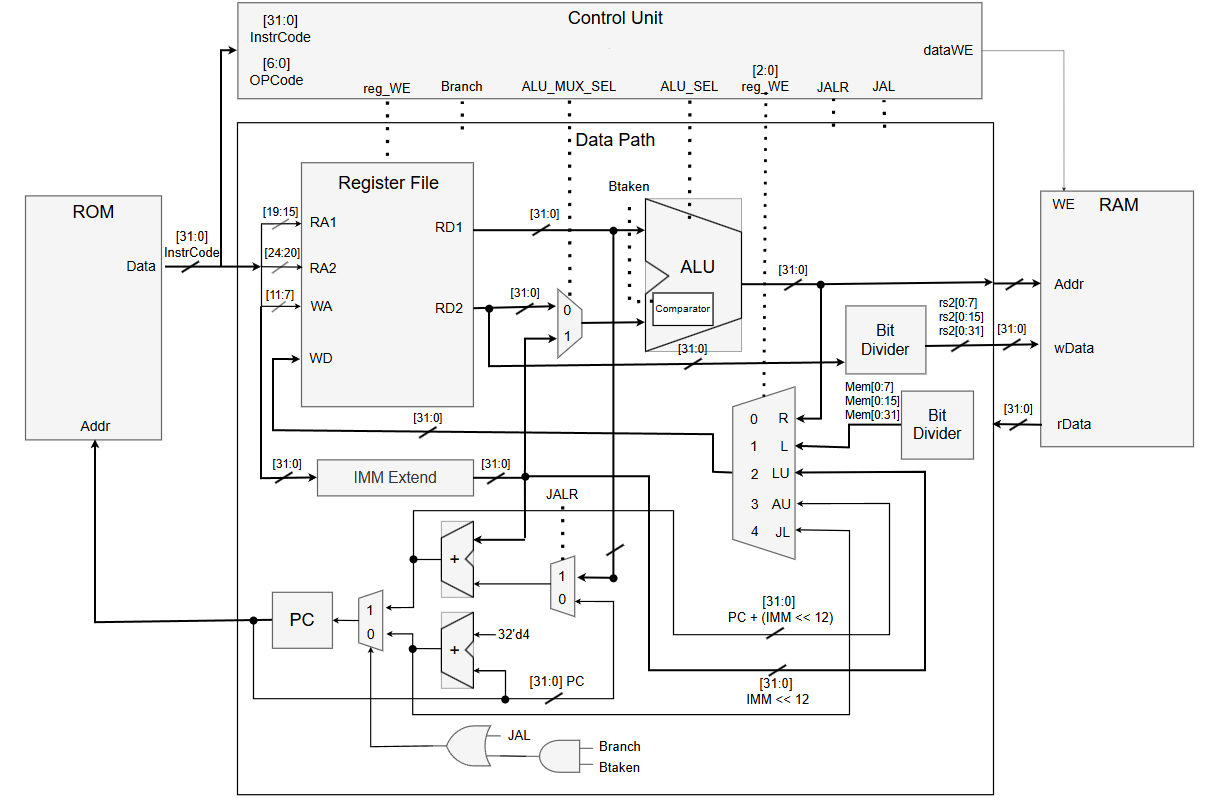 Control Unit
[31:0]
InstrCode
[6:0]
OPCode
dataWE
reg_WE
Branch
ALU_MUX_SEL
ALU_SEL
[2:0]
reg_WE
JALR
JAL
Data Path
ROM
Data
Addr
[31:0]
InstrCode
Register File
[19:15]
RA1
[24:20]
RA2
[11:7]
WA
WD
RD1
RD2
[31:0]
[31:0]
0
1
Btaken
ALU
Comparator
[31:0]
[31:0]
Bit
Divider
rs2[0:7]
rs2[0:15]
rs2[0:31]
[31:0]
WE
RAM
Addr
wData
rData
[31:0]
Mem[0:7]
Mem[0:15]
Mem[0:31]
Bit
Divider
0 R
1 L
2 LU
3 AU
4 JL
[31:0]
[31:0]
IMM Extend
[31:0]
JALR
+
1
0
PC
1
0
+
32'd4
[31:0] PC
[31:0]
PC + (IMM << 12)
[31:0]
IMM << 12
JAL
Branch
Btaken